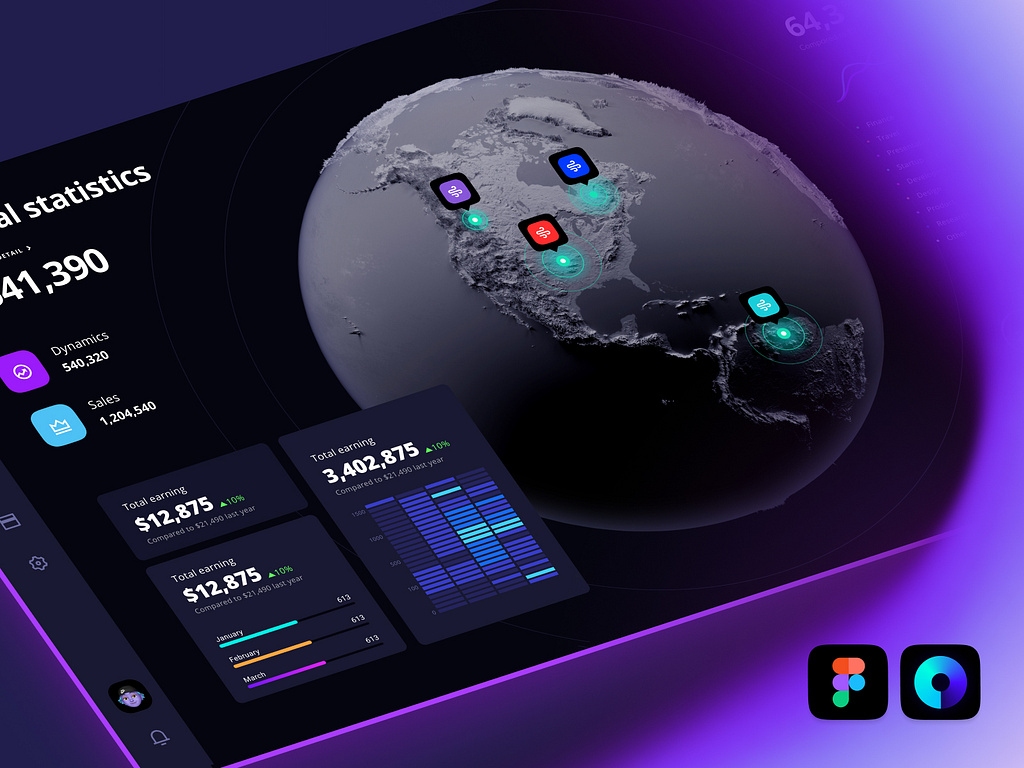 al statistics
DETAIL >
41,390
Dynamics
540,320
Sales
1,204,540
Total earning
$12,875 ▲10%
Compared to $21,490 last year
Total earning
$12,875 ▲10%
Compared to $21,490 last year
January 613
February 613
March 613
Total earning
3,402,875 ▲10%
Compared to $21,490 last year
1500
1000
500
100
0
64,3